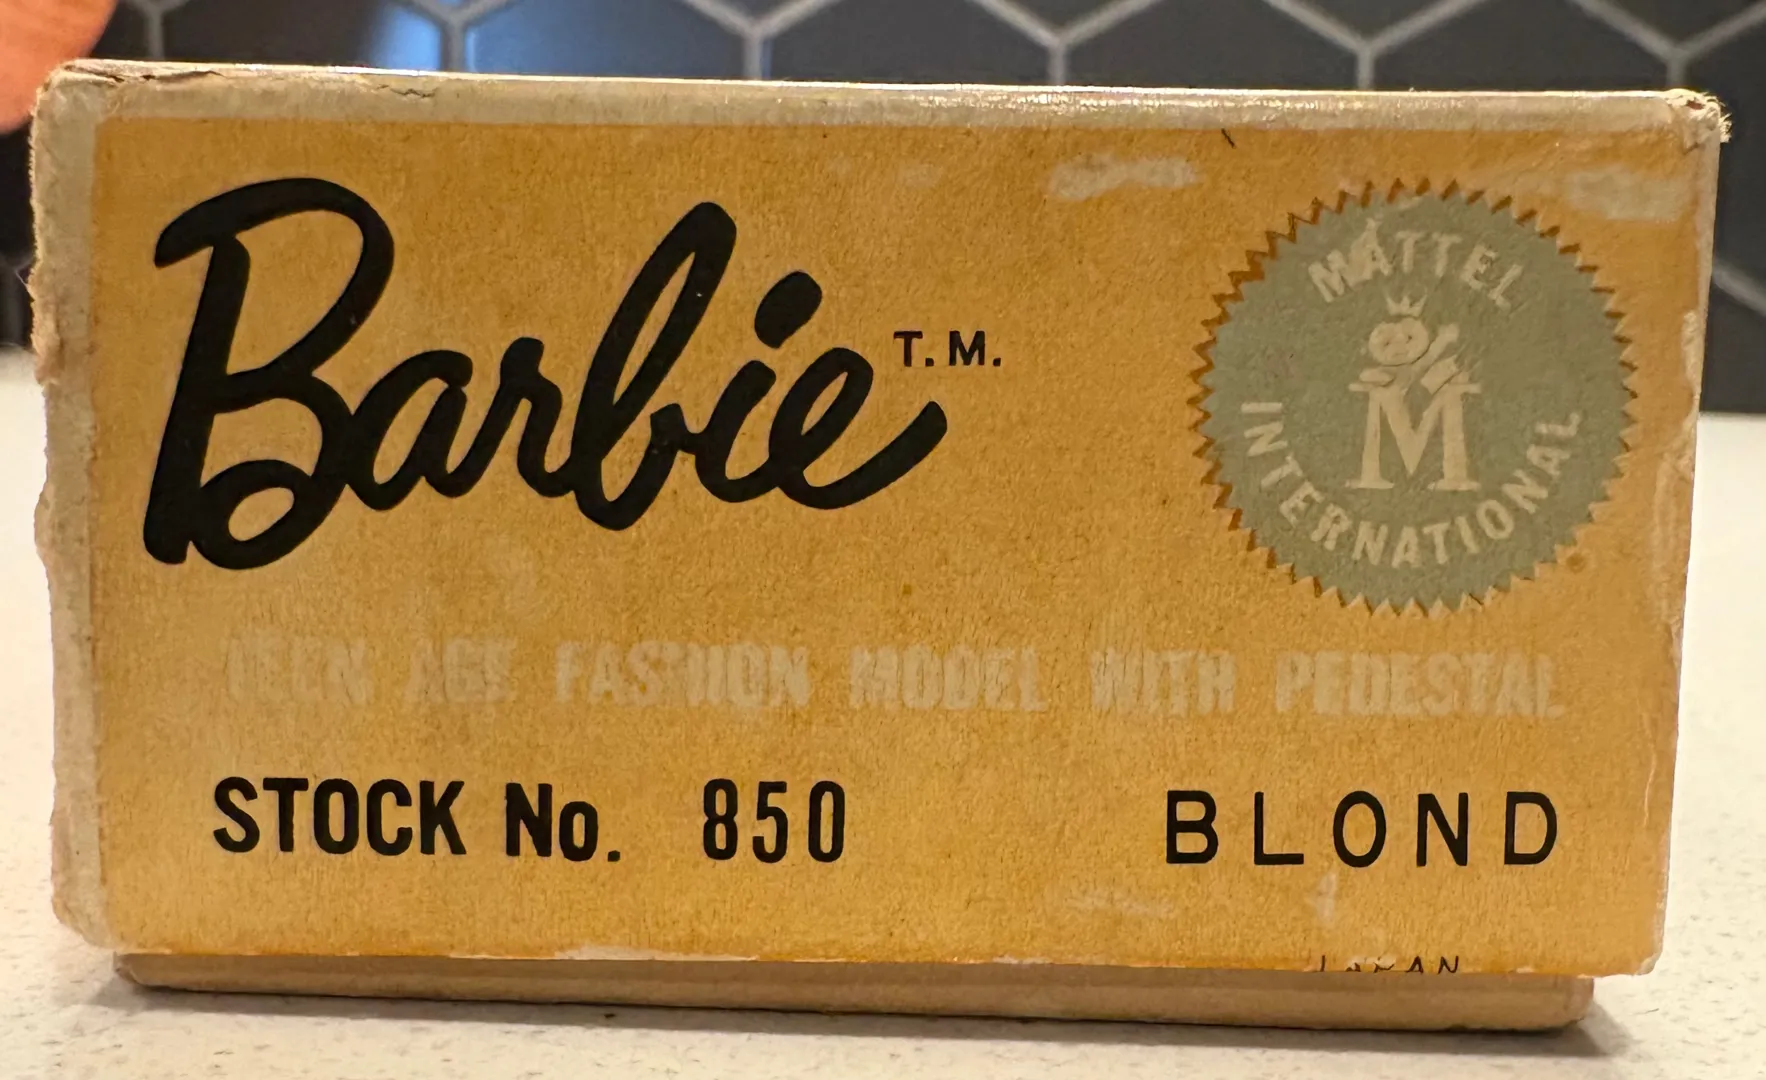 Barbie T.M.
MATTEL
M
INTERNATIONAL
TEEN AGE FASHION MODEL WITH PEDESTAL
STOCK No. 850 BLOND